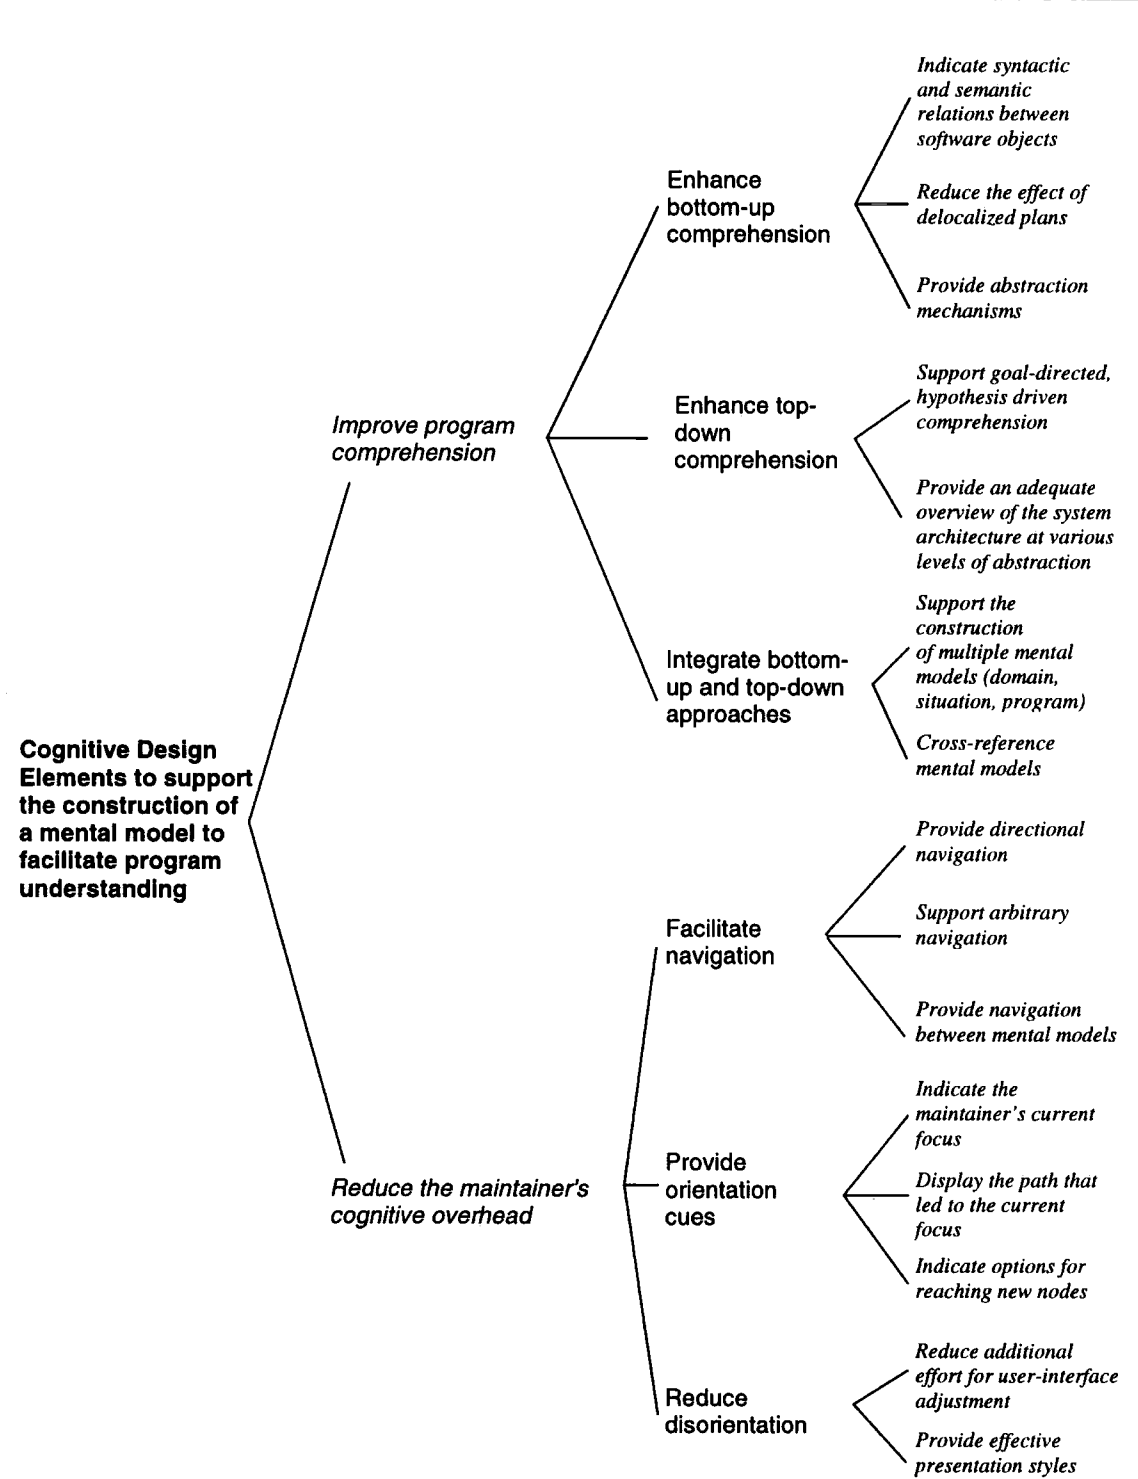 Cognitive Design
Elements to support
the construction of
a mental model to
facilitate program
understanding
Improve program
comprehension
Enhance
bottom-up
comprehension
Indicate syntactic
and semantic
relations between
software objects
Reduce the effect of
delocalized plans
Provide abstraction
mechanisms
Enhance top-
down
comprehension
Support goal-directed,
hypothesis driven
comprehension
Provide an adequate
overview of the system
architecture at various
levels of abstraction
Integrate bottom-
up and top-down
approaches
Support the
construction
of multiple mental
models (domain,
situation, program)
Cross-reference
mental models
Reduce the maintainer's
cognitive overhead
Facilitate
navigation
Provide directional
navigation
Support arbitrary
navigation
Provide navigation
between mental models
Provide
orientation
cues
Indicate the
maintainer's current
focus
Display the path that
led to the current
focus
Indicate options for
reaching new nodes
Reduce
disorientation
Reduce additional
effort for user-interface
adjustment
Provide effective
presentation styles